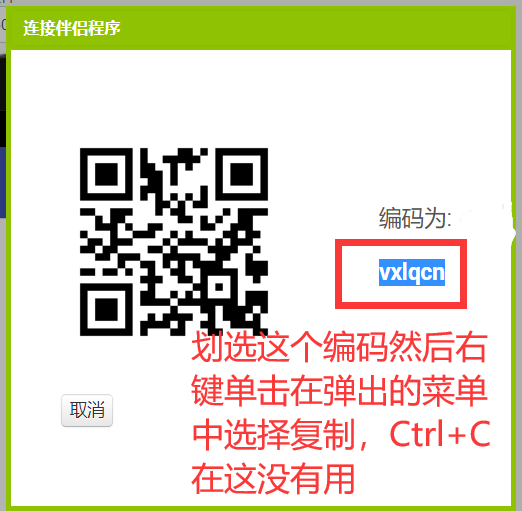 连接伴侣程序
编码为:
vxlqcn
划选这个编码然后右
键单击在弹出的菜单
中选择复制，Ctrl+C
在这没有用
取消